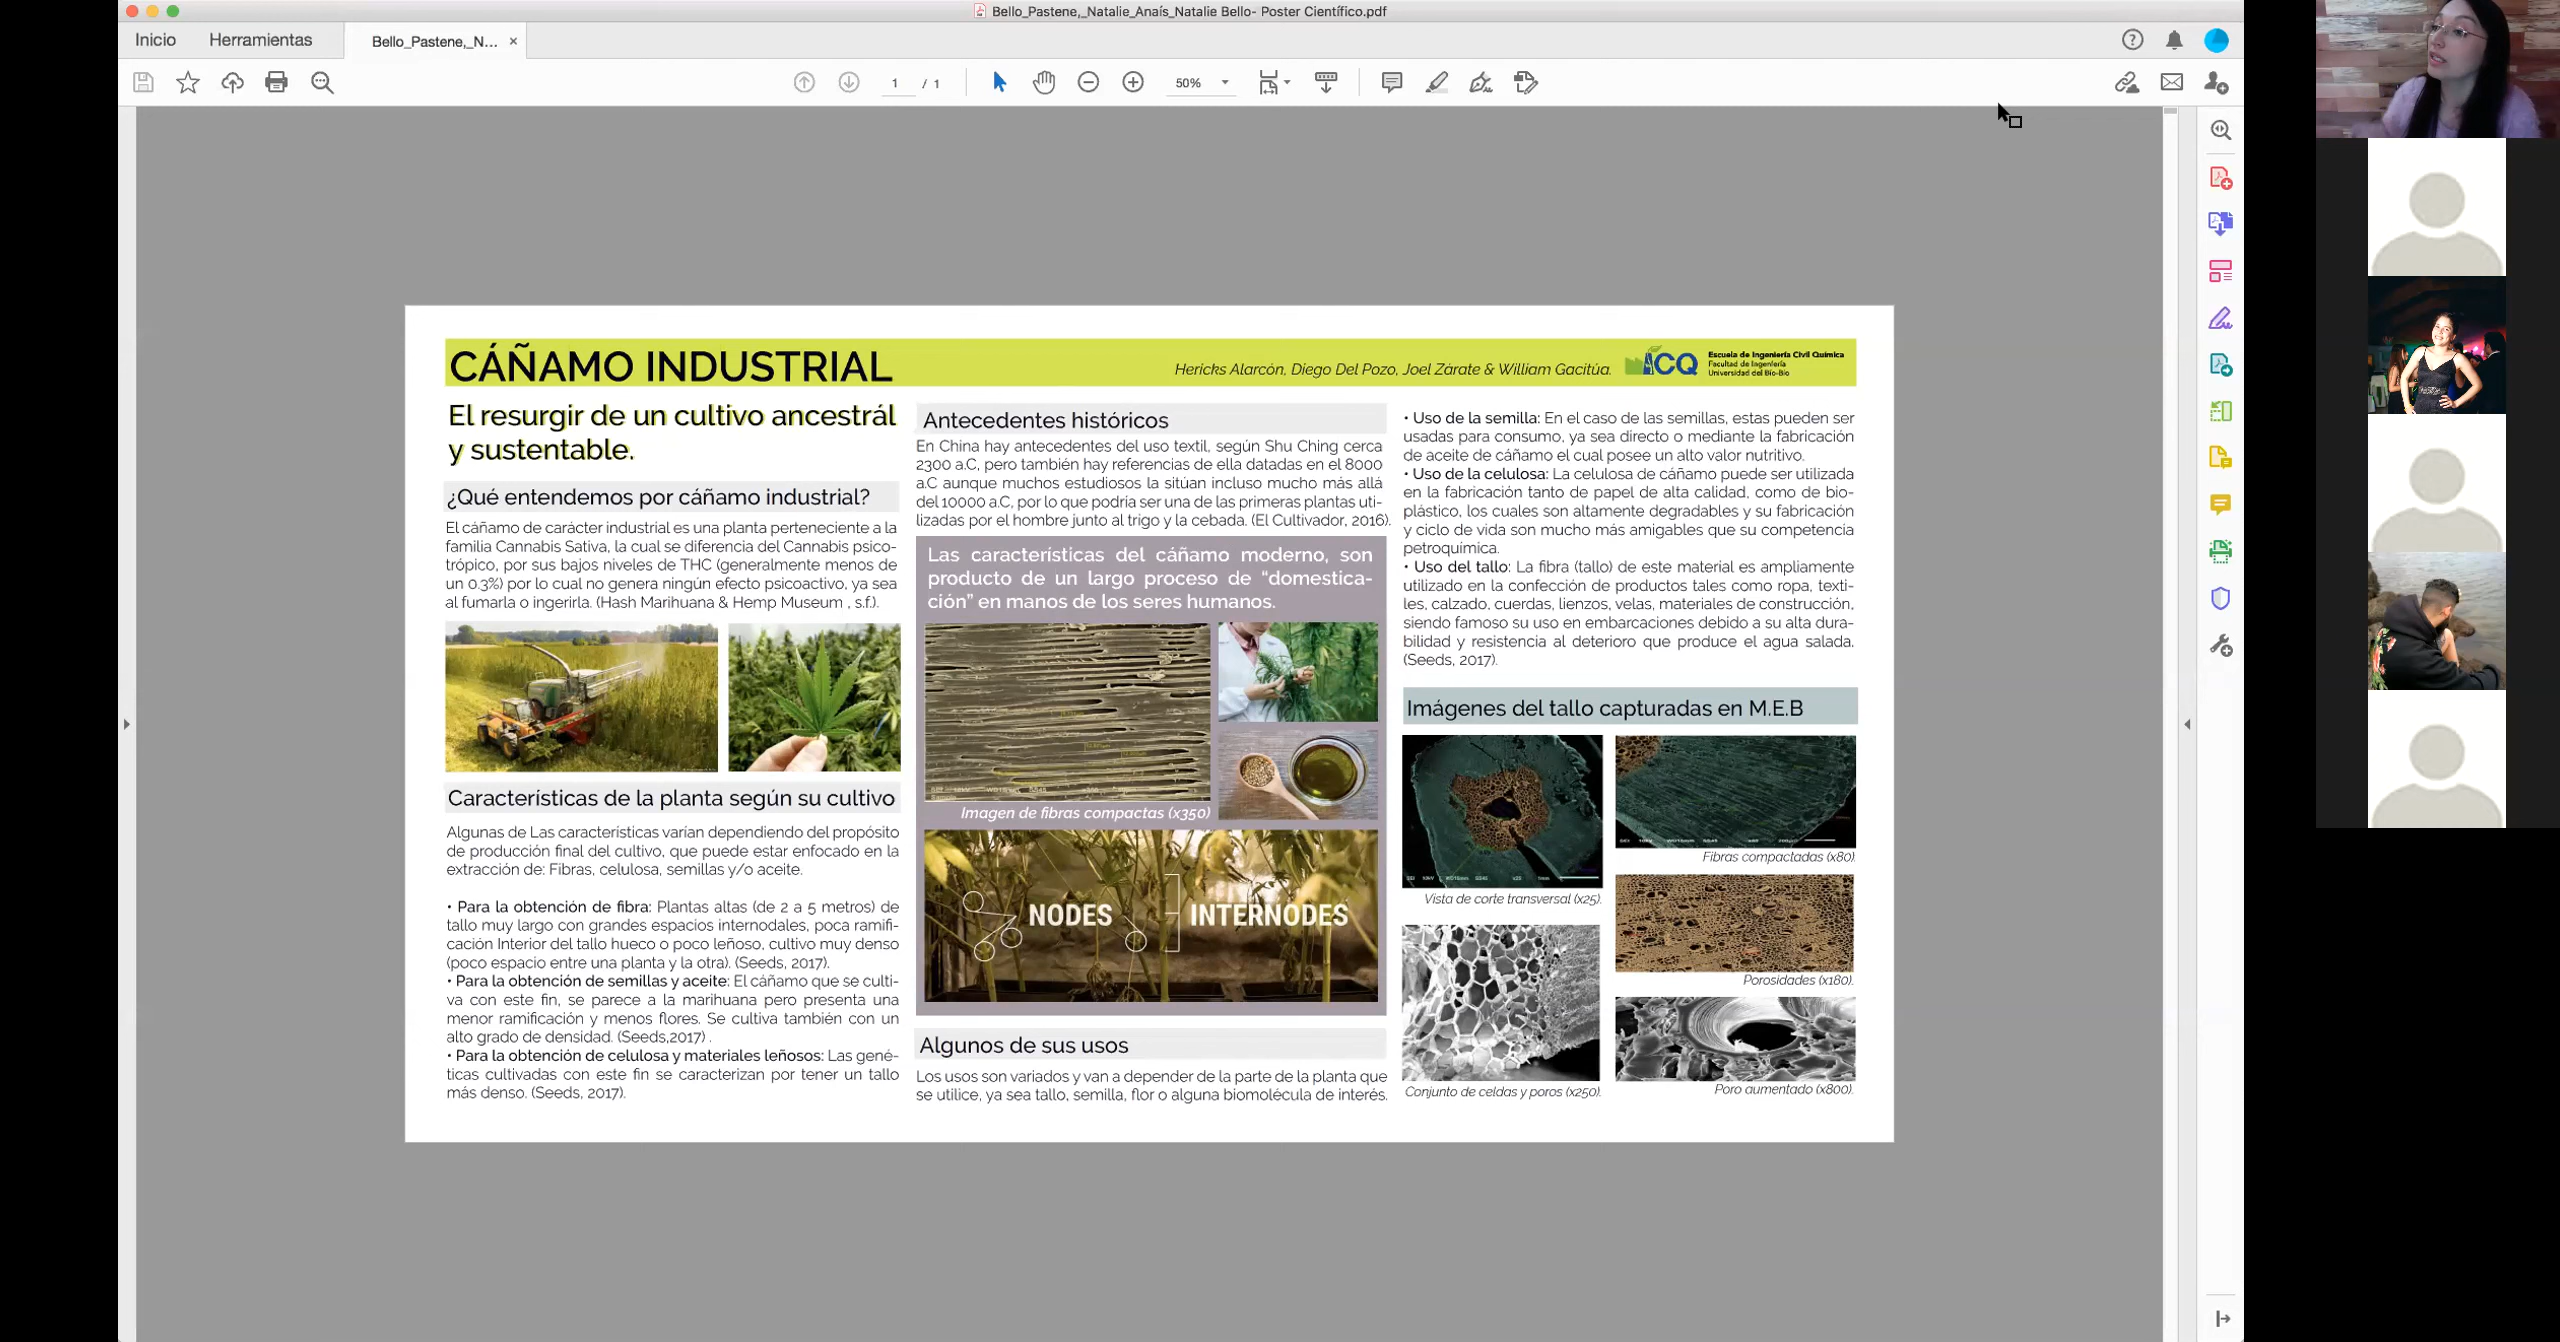 Bello_Pastene,_Natalie_Anaís_Natalie Bello- Poster Científico.pdf
Inicio
Herramientas
Bello_Pastene,_N...
1 / 1
50%
CÁÑAMO INDUSTRIAL
Hericks Alarcón, Diego Del Pozo, Joel Zárate & William Gacitúa.
ICQ
Escuela de Ingeniería Civil Química
Facultad de Ingeniería
Universidad del Bío-Bío
El resurgir de un cultivo ancestrál
y sustentable.
¿Qué entendemos por cáñamo industrial?
El cáñamo de carácter industrial es una planta perteneciente a la
familia Cannabis Sativa, la cual se diferencia del Cannabis psico-
trópico, por sus bajos niveles de THC (generalmente menos de
un 0.3%) por lo cual no genera ningún efecto psicoactivo, ya sea
al fumarla o ingerirla. (Hash Marihuana & Hemp Museum , s.f.).
Características de la planta según su cultivo
Algunas de Las características varían dependiendo del propósito
de producción final del cultivo, que puede estar enfocado en la
extracción de: Fibras, celulosa, semillas y/o aceite.
• Para la obtención de fibra: Plantas altas (de 2 a 5 metros) de
tallo muy largo con grandes espacios internodales, poca ramifi-
cación Interior del tallo hueco o poco leñoso, cultivo muy denso
(poco espacio entre una planta y la otra). (Seeds, 2017).
• Para la obtención de semillas y aceite: El cáñamo que se culti-
va con este fin, se parece a la marihuana pero presenta una
menor ramificación y menos flores. Se cultiva también con un
alto grado de densidad. (Seeds,2017) .
• Para la obtención de celulosa y materiales leñosos: Las gené-
ticas cultivadas con este fin se caracterizan por tener un tallo
más denso. (Seeds, 2017).
Antecedentes históricos
En China hay antecedentes del uso textil, según Shu Ching cerca
2300 a.C, pero también hay referencias de ella datadas en el 8000
a.C aunque muchos estudiosos la sitúan incluso mucho más allá
del 10000 a.C, por lo que podría ser una de las primeras plantas uti-
lizadas por el hombre junto al trigo y la cebada. (El Cultivador, 2016).
Las características del cáñamo moderno, son
producto de un largo proceso de “domestica-
ción” en manos de los seres humanos.
Imagen de fibras compactas (x350)
NODES
INTERNODES
Algunos de sus usos
Los usos son variados y van a depender de la parte de la planta que
se utilice, ya sea tallo, semilla, flor o alguna biomolécula de interés.
• Uso de la semilla: En el caso de las semillas, estas pueden ser
usadas para consumo, ya sea directo o mediante la fabricación
de aceite de cáñamo el cual posee un alto valor nutritivo.
• Uso de la celulosa: La celulosa de cáñamo puede ser utilizada
en la fabricación tanto de papel de alta calidad, como de bio-
plástico, los cuales son altamente degradables y su fabricación
y ciclo de vida son mucho más amigables que su competencia
petroquímica.
• Uso del tallo: La fibra (tallo) de este material es ampliamente
utilizado en la confección de productos tales como ropa, texti-
les, calzado, cuerdas, lienzos, velas, materiales de construcción,
siendo famoso su uso en embarcaciones debido a su alta dura-
bilidad y resistencia al deterioro que produce el agua salada.
(Seeds, 2017).
Imágenes del tallo capturadas en M.E.B
Vista de corte transversal (x25).
Fibras compactadas (x80).
Porosidades (x180).
Conjunto de celdas y poros (x250).
Poro aumentado (x800).